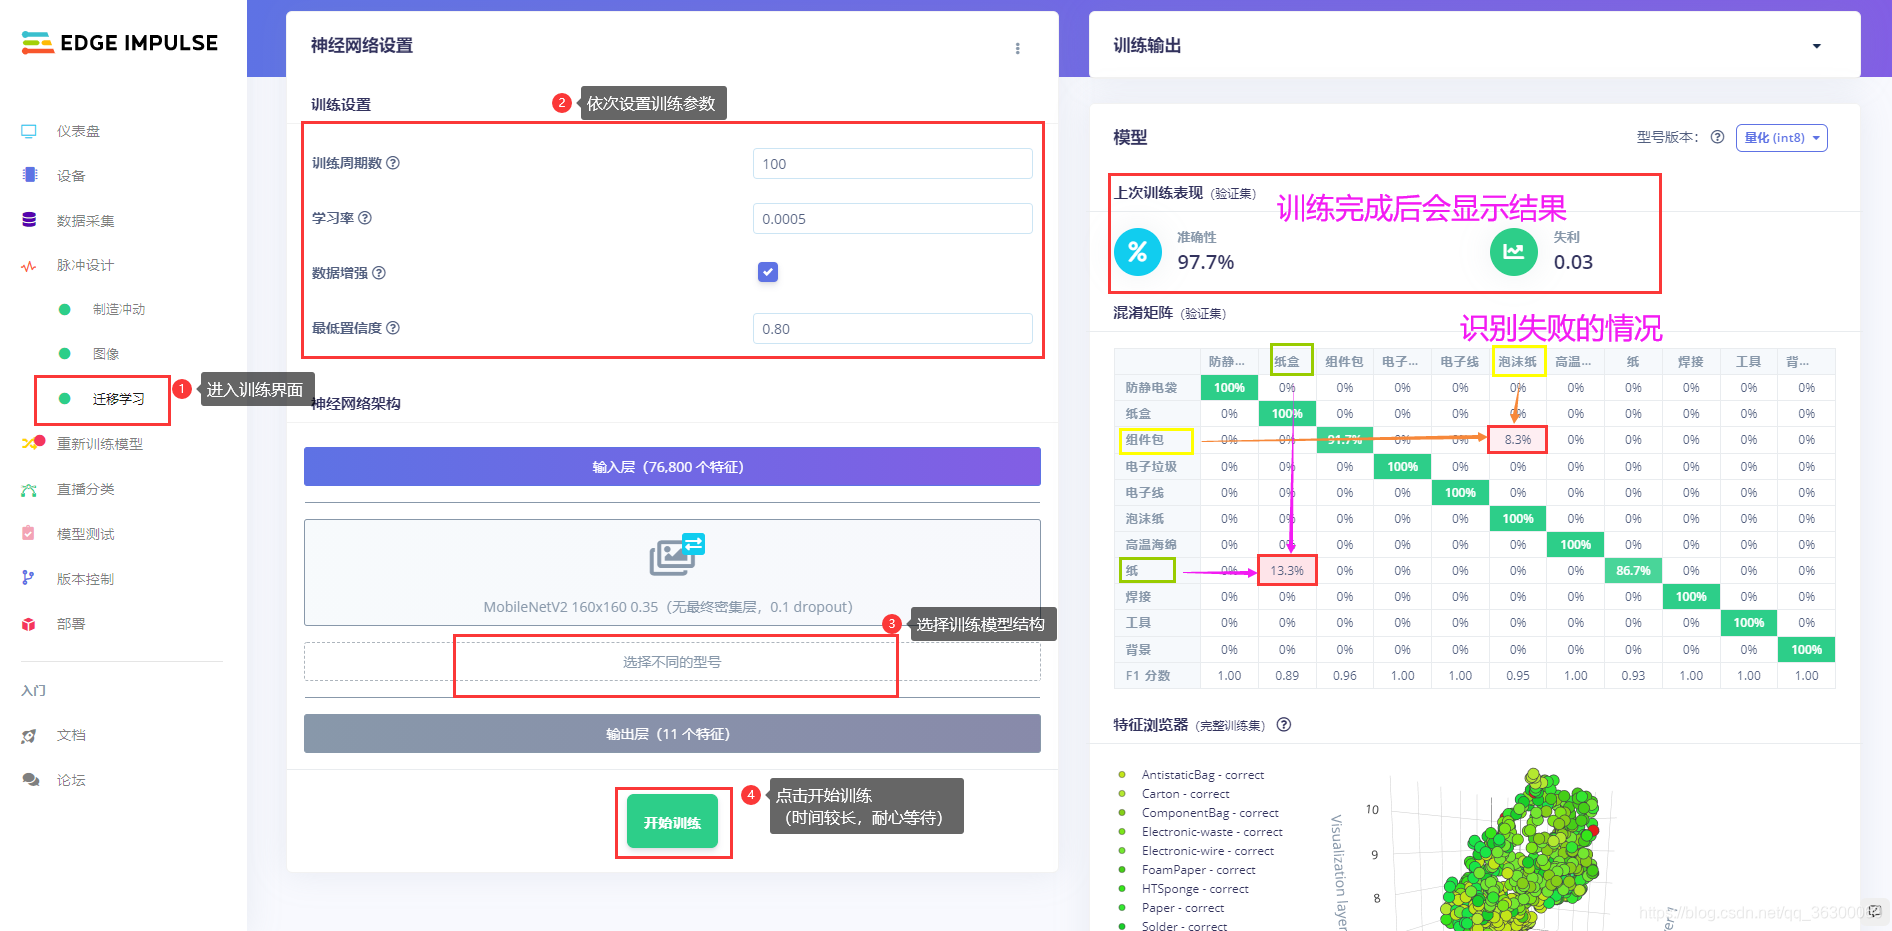 EDGE IMPULSE
仪表盘
设备
数据采集
脉冲设计
制造冲动
图像
迁移学习
1 进入训练界面
重新训练模型
直播分类
模型测试
版本控制
部署
入门
文档
论坛
神经网络设置
训练设置
2 依次设置训练参数
训练周期数
100
学习率
0.0005
数据增强
最低置信度
0.80
神经网络架构
输入层（76,800 个特征）
MobileNetV2 160x160 0.35（无最终密集层，0.1 dropout）
3 选择训练模型结构
选择不同的型号
输出层（11 个特征）
开始训练
4 点击开始训练
（时间较长，耐心等待）
训练输出
模型
型号版本：
量化 (int8)
上次训练表现（验证集）
训练完成后会显示结果
准确性
97.7%
失利
0.03
混淆矩阵（验证集）
识别失败的情况
防静... 纸盒 组件包 电子... 电子线 泡沫纸 高温... 纸 焊接 工具 背...
防静电袋 100% 0% 0% 0% 0% 0% 0% 0% 0% 0% 0%
纸盒 0% 100% 0% 0% 0% 0% 0% 0% 0% 0% 0%
组件包 0% 0% 91.7% 0% 0% 8.3% 0% 0% 0% 0% 0%
电子垃圾 0% 0% 0% 100% 0% 0% 0% 0% 0% 0% 0%
电子线 0% 0% 0% 0% 100% 0% 0% 0% 0% 0% 0%
泡沫纸 0% 0% 0% 0% 0% 100% 0% 0% 0% 0% 0%
高温海绵 0% 0% 0% 0% 0% 0% 100% 0% 0% 0% 0%
纸 0% 13.3% 0% 0% 0% 0% 0% 86.7% 0% 0% 0%
焊接 0% 0% 0% 0% 0% 0% 0% 0% 100% 0% 0%
工具 0% 0% 0% 0% 0% 0% 0% 0% 0% 100% 0%
背景 0% 0% 0% 0% 0% 0% 0% 0% 0% 0% 100%
F1 分数 1.00 0.89 0.96 1.00 1.00 0.95 1.00 0.93 1.00 1.00 1.00
特征浏览器（完整训练集）
AntistaticBag - correct
Carton - correct
ComponentBag - correct
Electronic-waste - correct
Electronic-wire - correct
FoamPaper - correct
HTSponge - correct
Paper - correct
Solder - correct
Visualization layer
10
9
8
https://blog.csdn.net/qq_363000